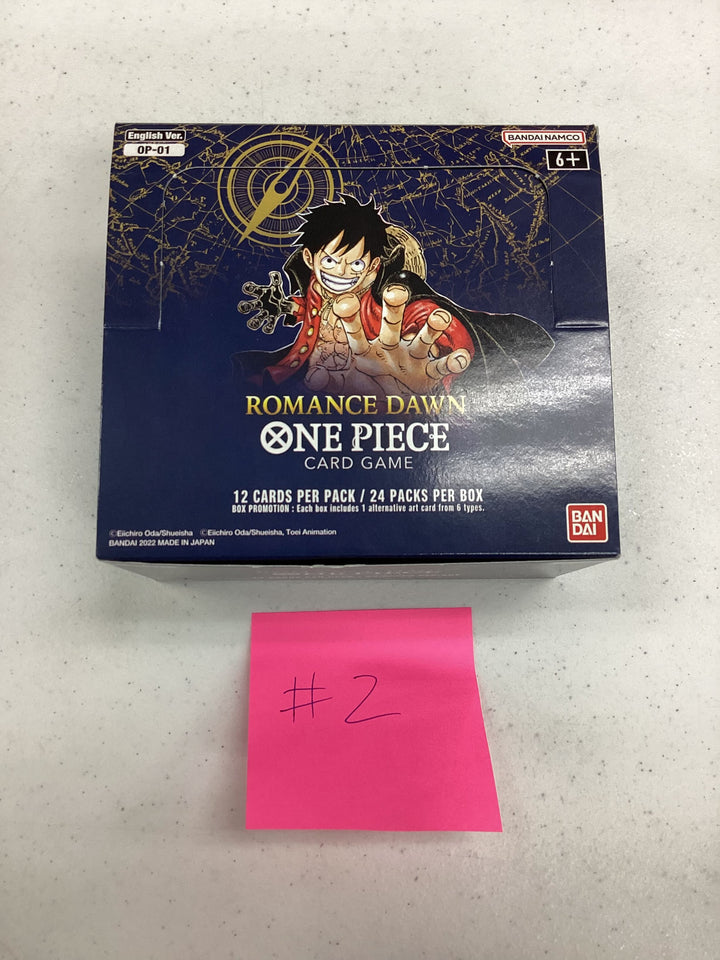 English Ver.
OP-01
BANDAI NAMCO
6+
ROMANCE DAWN
ONE PIECE
CARD GAME
12 CARDS PER PACK / 24 PACKS PER BOX
BOX PROMOTION : Each box includes 1 alternative art card from 6 types.
©Eiichiro Oda/Shueisha ©Eiichiro Oda/Shueisha, Toei Animation
BANDAI 2022 MADE IN JAPAN
BAN
DAI
#2